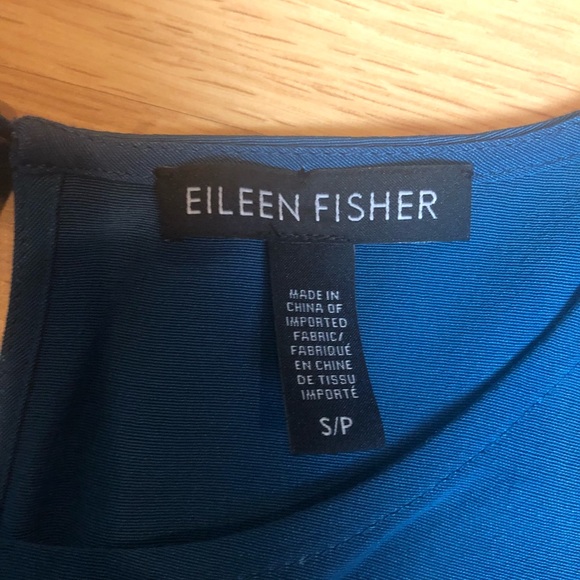 EILEEN FISHER
MADE IN
CHINA OF
IMPORTED
FABRIC/
FABRIQUÉ
EN CHINE
DE TISSU
IMPORTÉ
S/P